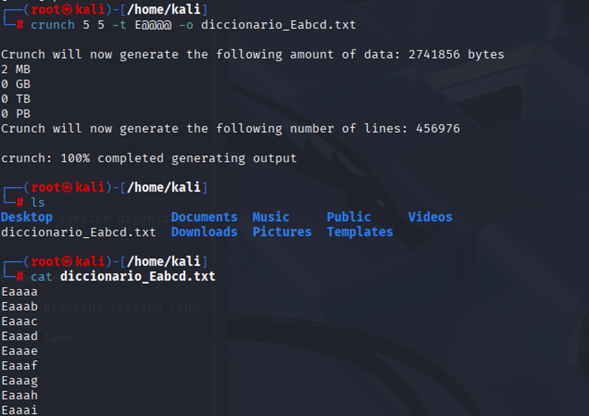 ┌──(root㉿kali)-[/home/kali]
└─# crunch 5 5 -t E@@@@ -o diccionario_Eabcd.txt
Crunch will now generate the following amount of data: 2741856 bytes
2 MB
0 GB
0 TB
0 PB
Crunch will now generate the following number of lines: 456976
crunch: 100% completed generating output
┌──(root㉿kali)-[/home/kali]
└─# ls
Desktop Documents Music Public Videos
diccionario_Eabcd.txt Downloads Pictures Templates
┌──(root㉿kali)-[/home/kali]
└─# cat diccionario_Eabcd.txt
Eaaaa
Eaaab
Eaaac
Eaaad
Eaaae
Eaaaf
Eaaag
Eaaah
Eaaai